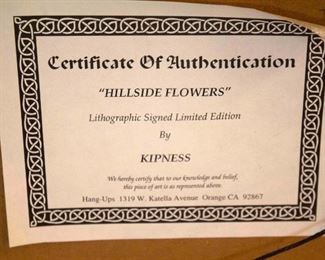 Certificate Of Authentication
"HILLSIDE FLOWERS"
Lithographic Signed Limited Edition
By
KIPNESS
We hereby certify that to our knowledge and belief,
this piece of art is as represented above.
Hang-Ups 1319 W. Katella Avenue Orange CA 92867